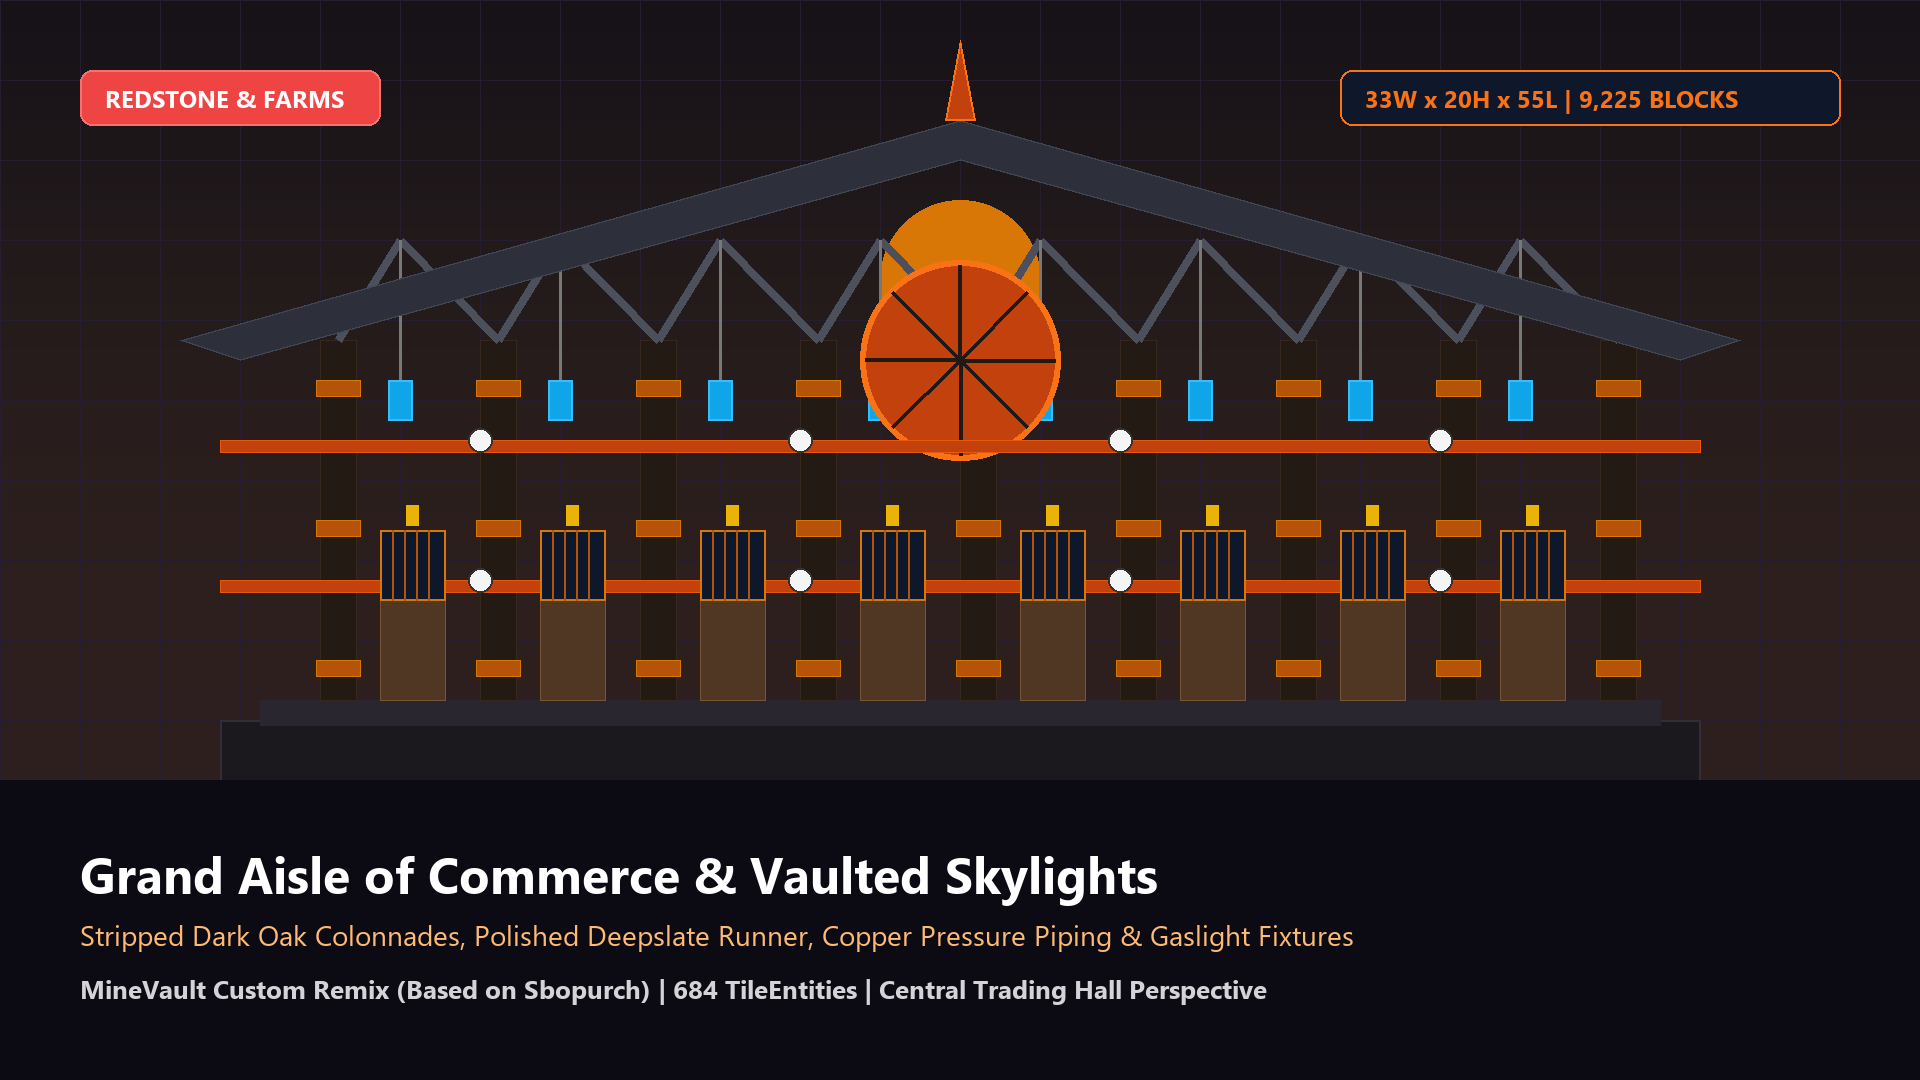 REDSTONE & FARMS
33W x 20H x 55L | 9,225 BLOCKS
Grand Aisle of Commerce & Vaulted Skylights
Stripped Dark Oak Colonnades, Polished Deepslate Runner, Copper Pressure Piping & Gaslight Fixtures
MineVault Custom Remix (Based on Sbopurch) | 684 TileEntities | Central Trading Hall Perspective